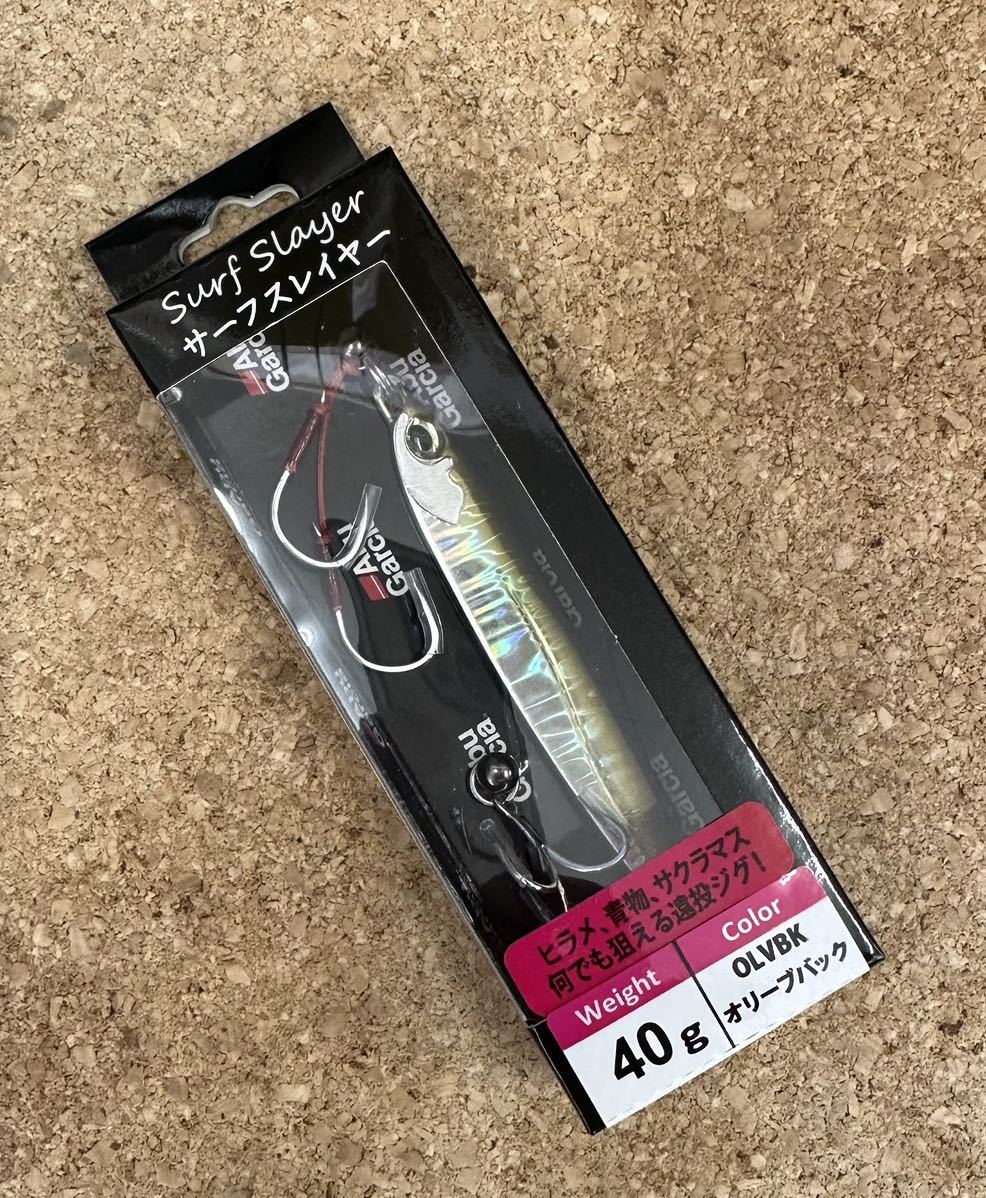 Surf Slayer
サーフスレイヤー
Garcia
Abu
Garcia
Garcia
Garcia
Garcia
ヒラメ、青物、サクラマス
何でも狙える遠投ジグ!
Weight
40g
Color
OLVBK
オリーブバック